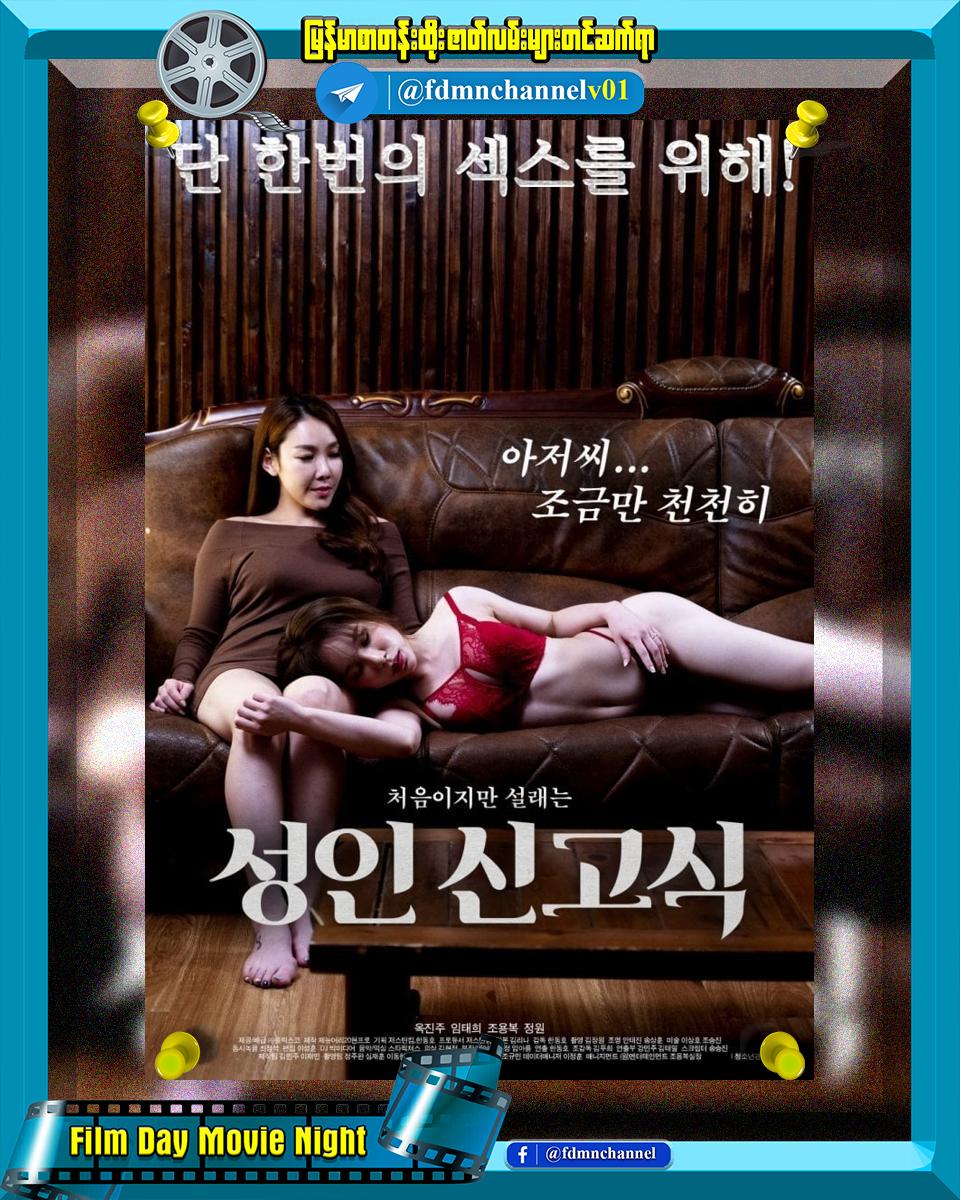 မြန်မာစာတန်းထိုးဇာတ်လမ်းများတင်ဆက်ရာ
@fdmnchannelv01
단 한번의 섹스를 위해!
아저씨...
조금만 천천히
처음이지만 설레는
성인 신고식
옥진주 임태희 조용복 정원
Film Day Movie Night
@fdmnchannel